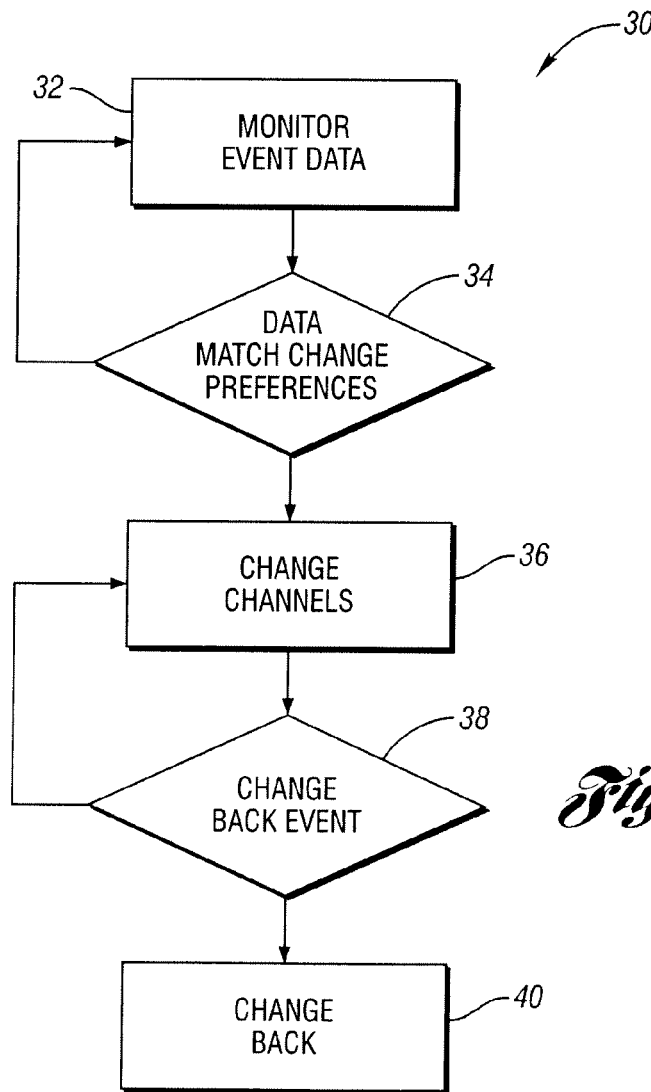 30
32
MONITOR
EVENT DATA
34
DATA
MATCH CHANGE
PREFERENCES
36
CHANGE
CHANNELS
38
CHANGE
BACK EVENT
Fig
40
CHANGE
BACK